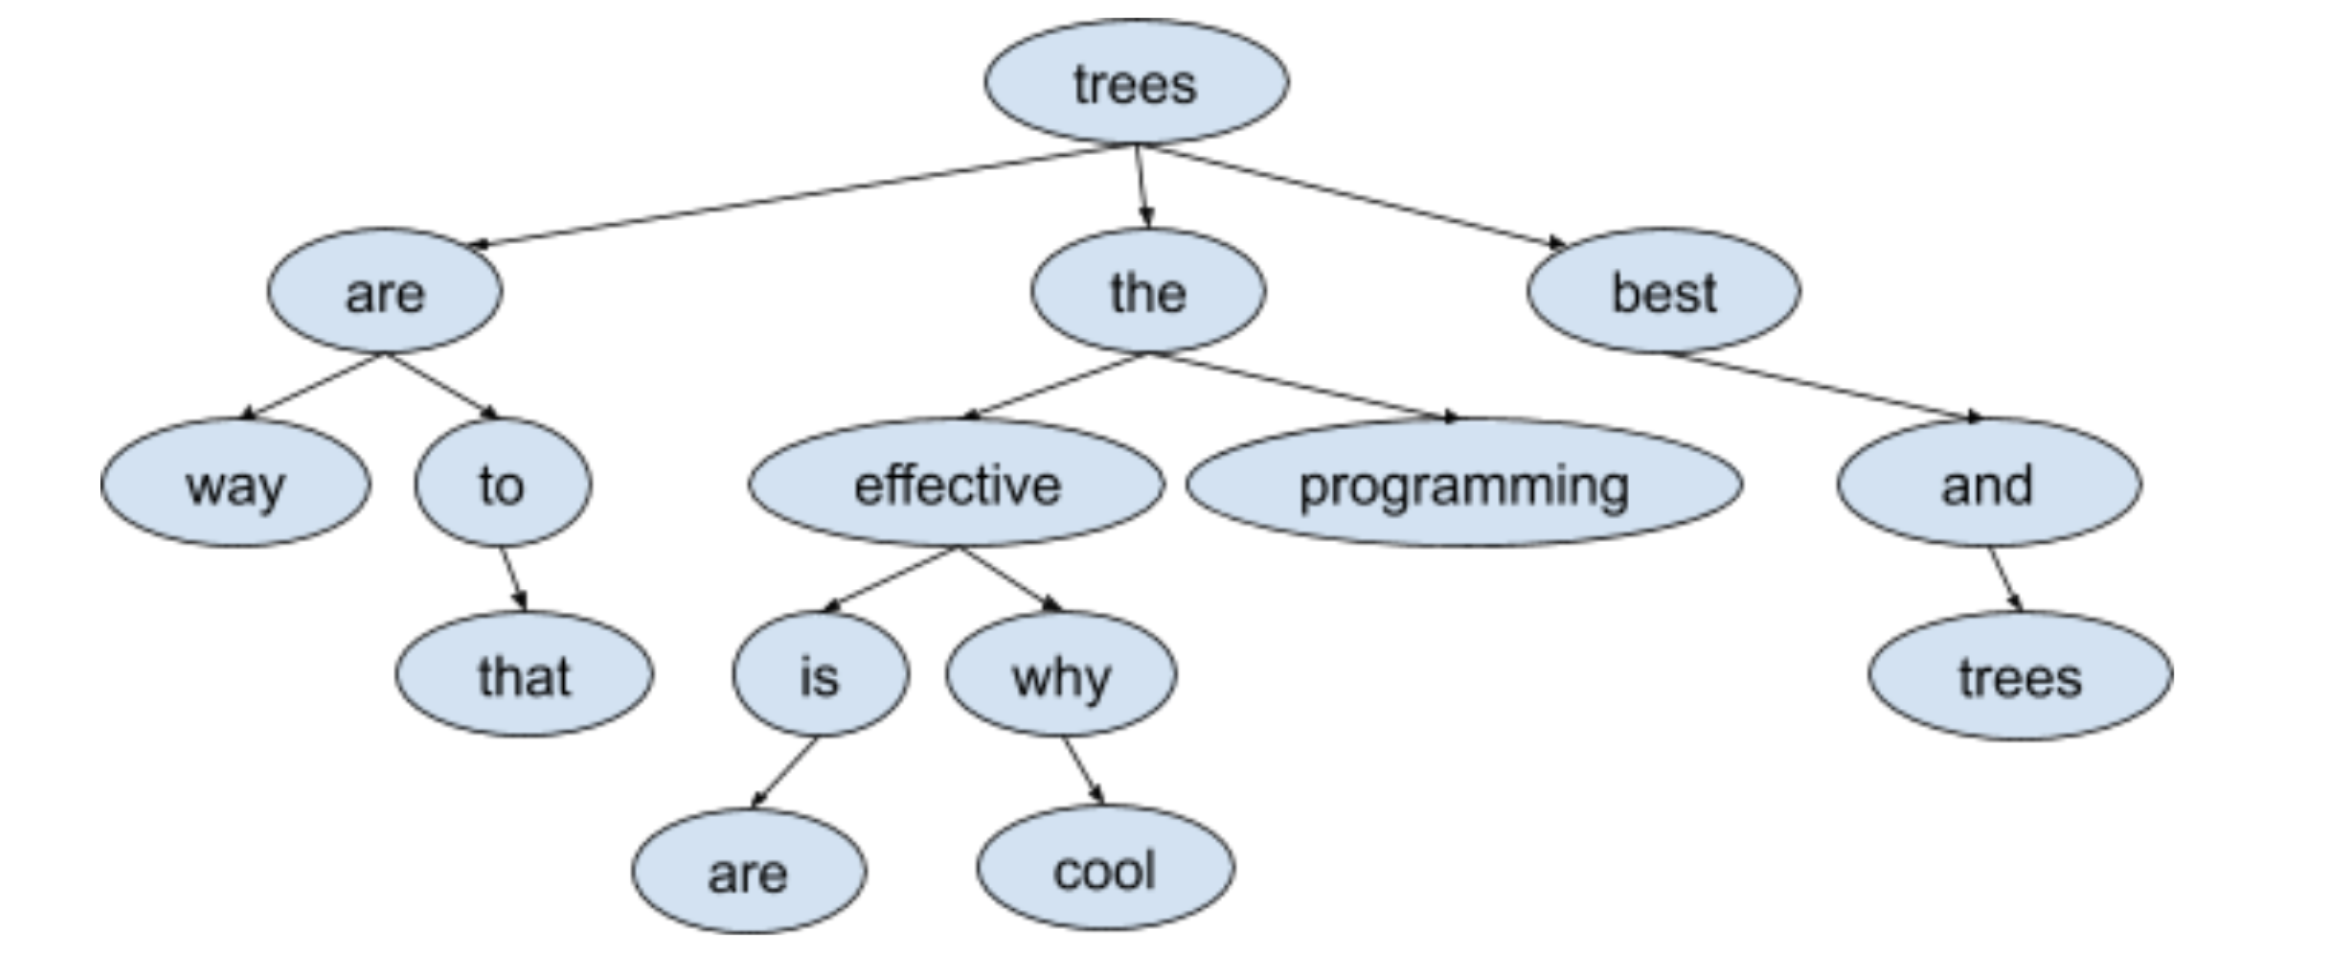 trees
are the best
way to effective programming and
that is why trees
are cool